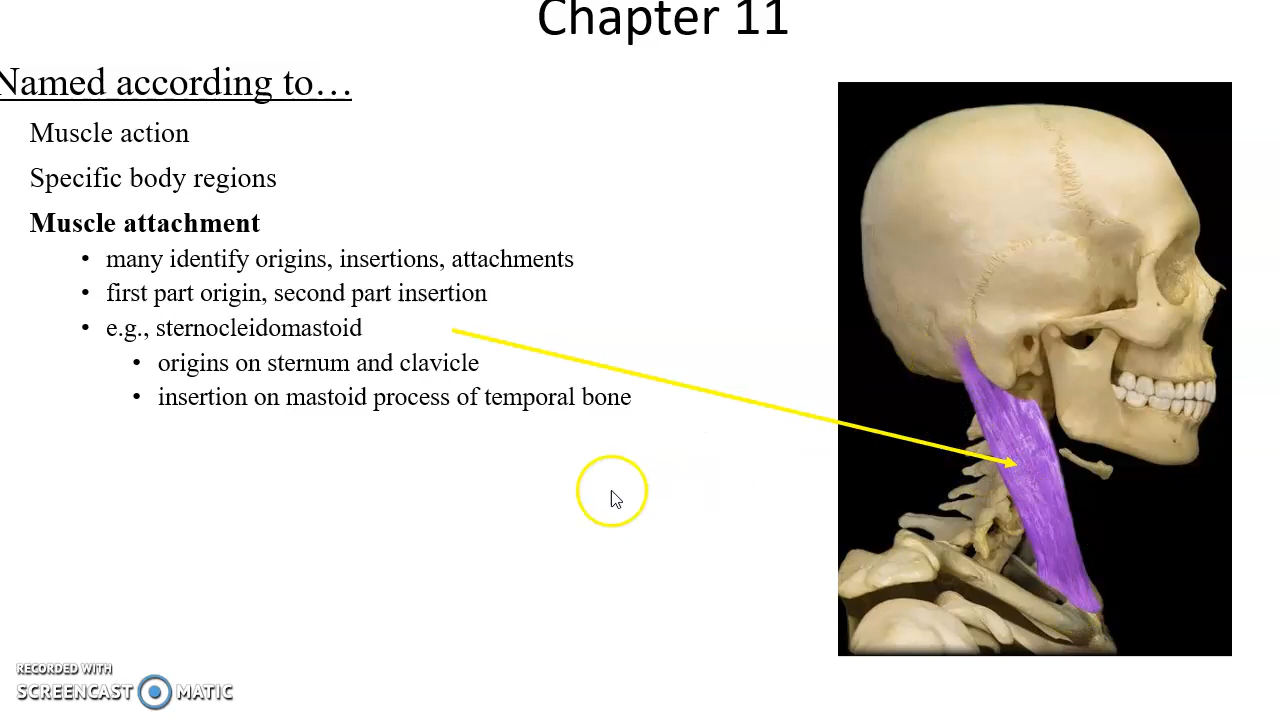 Chapter 11
Named according to…
Muscle action
Specific body regions
Muscle attachment
• many identify origins, insertions, attachments
• first part origin, second part insertion
• e.g., sternocleidomastoid
• origins on sternum and clavicle
• insertion on mastoid process of temporal bone
RECORDED WITH
SCREENCAST MATIC